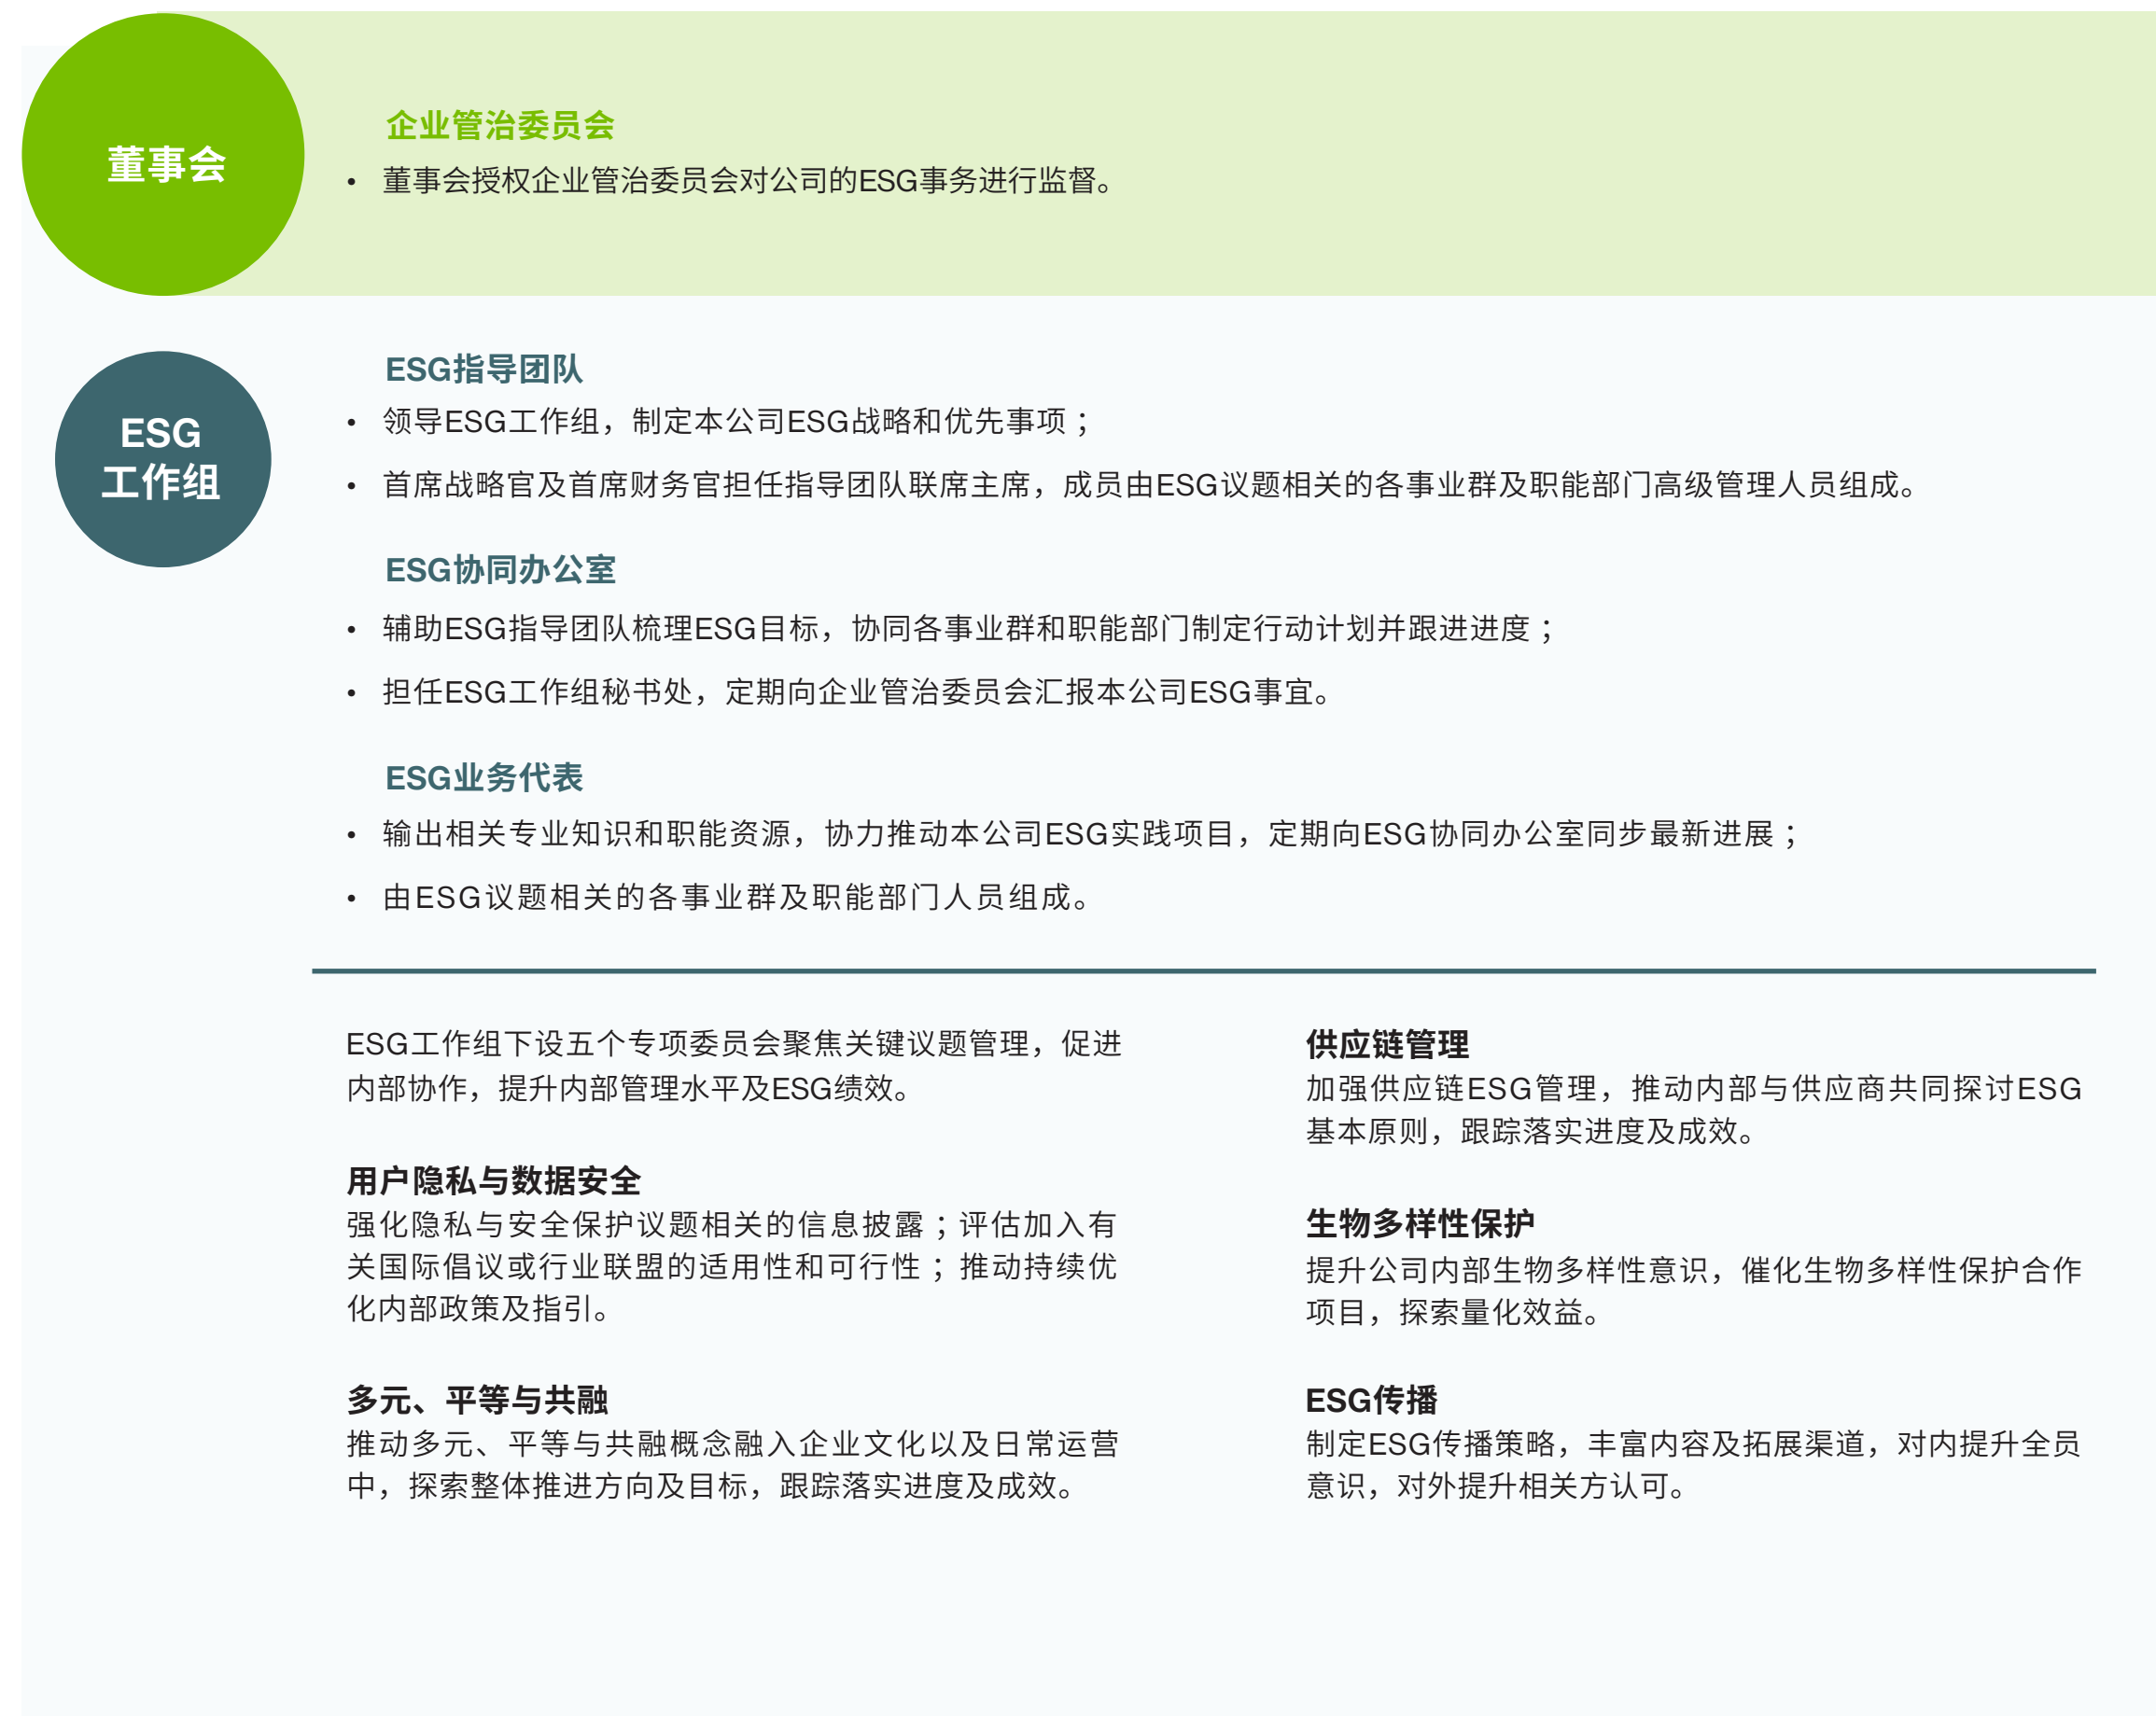 董事会
企业管治委员会
• 董事会授权企业管治委员会对公司的ESG事务进行监督。
ESG
工作组
ESG指导团队
• 领导ESG工作组，制定本公司ESG战略和优先事项；
• 首席战略官及首席财务官担任指导团队联席主席，成员由ESG议题相关的各事业群及职能部门高级管理人员组成。
ESG协同办公室
• 辅助ESG指导团队梳理ESG目标，协同各事业群和职能部门制定行动计划并跟进进度；
• 担任ESG工作组秘书处，定期向企业管治委员会汇报本公司ESG事宜。
ESG业务代表
• 输出相关专业知识和职能资源，协力推动本公司ESG实践项目，定期向ESG协同办公室同步最新进展；
• 由ESG议题相关的各事业群及职能部门人员组成。
ESG工作组下设五个专项委员会聚焦关键议题管理，促进
内部协作，提升内部管理水平及ESG绩效。
用户隐私与数据安全
强化隐私与安全保护议题相关的信息披露；评估加入有
关国际倡议或行业联盟的适用性和可行性；推动持续优
化内部政策及指引。
多元、平等与共融
推动多元、平等与共融概念融入企业文化以及日常运营
中，探索整体推进方向及目标，跟踪落实进度及成效。
供应链管理
加强供应链ESG管理，推动内部与供应商共同探讨ESG
基本原则，跟踪落实进度及成效。
生物多样性保护
提升公司内部生物多样性意识，催化生物多样性保护合作
项目，探索量化效益。
ESG传播
制定ESG传播策略，丰富内容及拓展渠道，对内提升全员
意识，对外提升相关方认可。